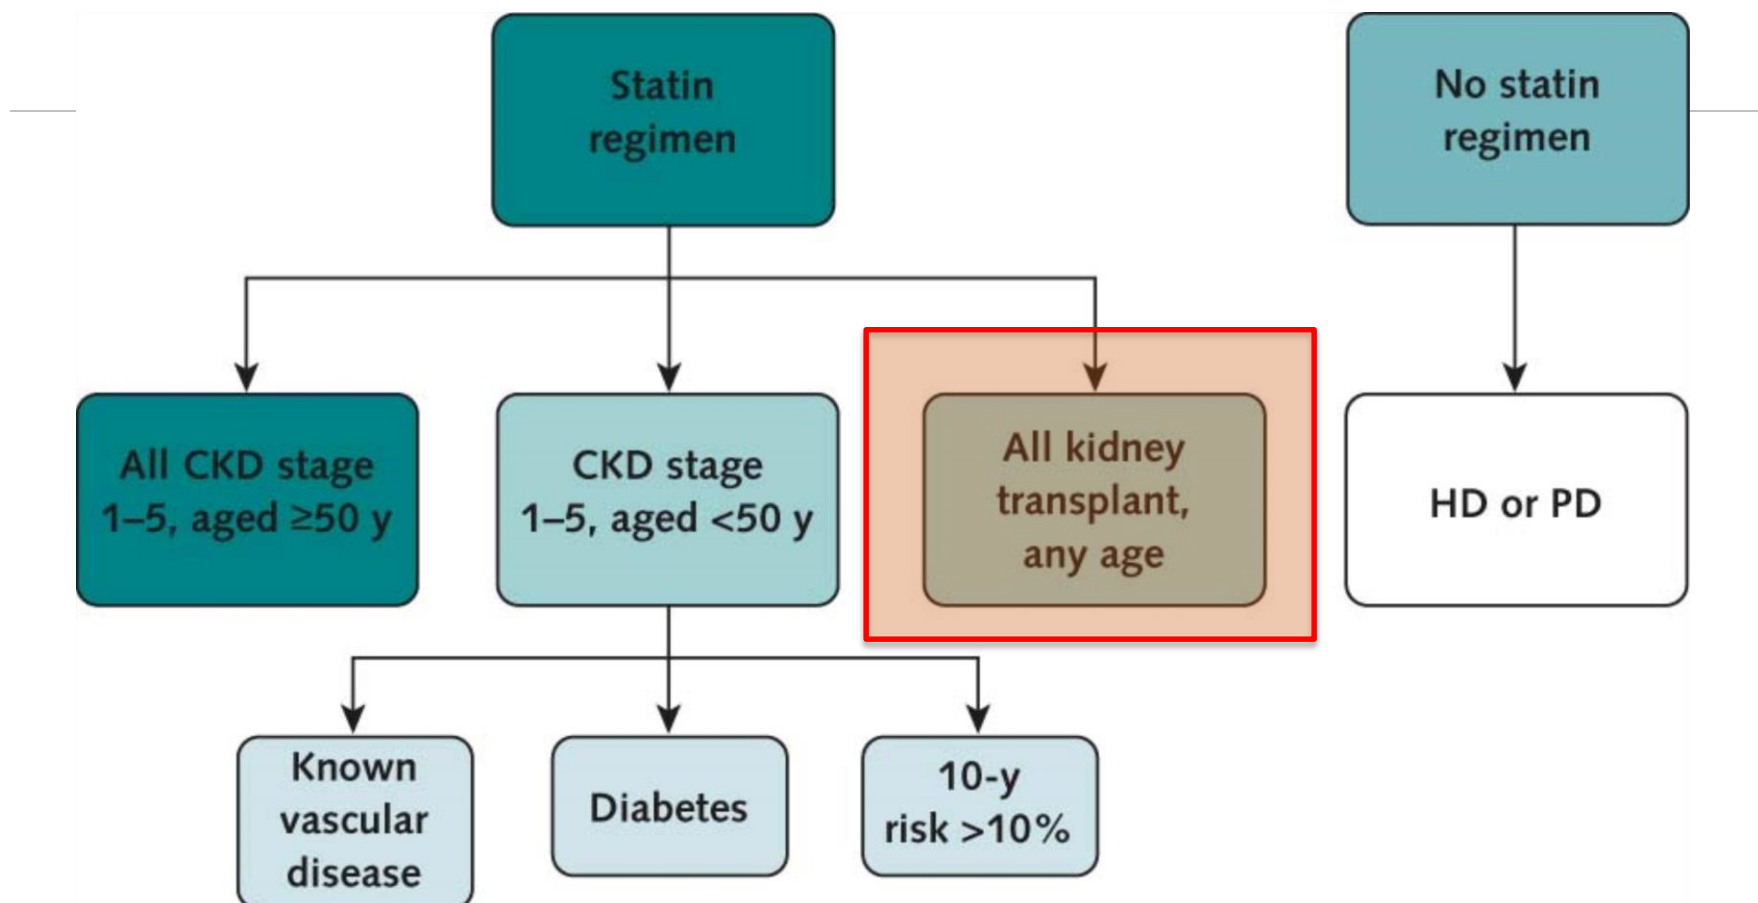 Statin
regimen
No statin
regimen
All CKD stage
1–5, aged ≥50 y
CKD stage
1–5, aged <50 y
All kidney
transplant,
any age
HD or PD
Known
vascular
disease
Diabetes
10-y
risk >10%